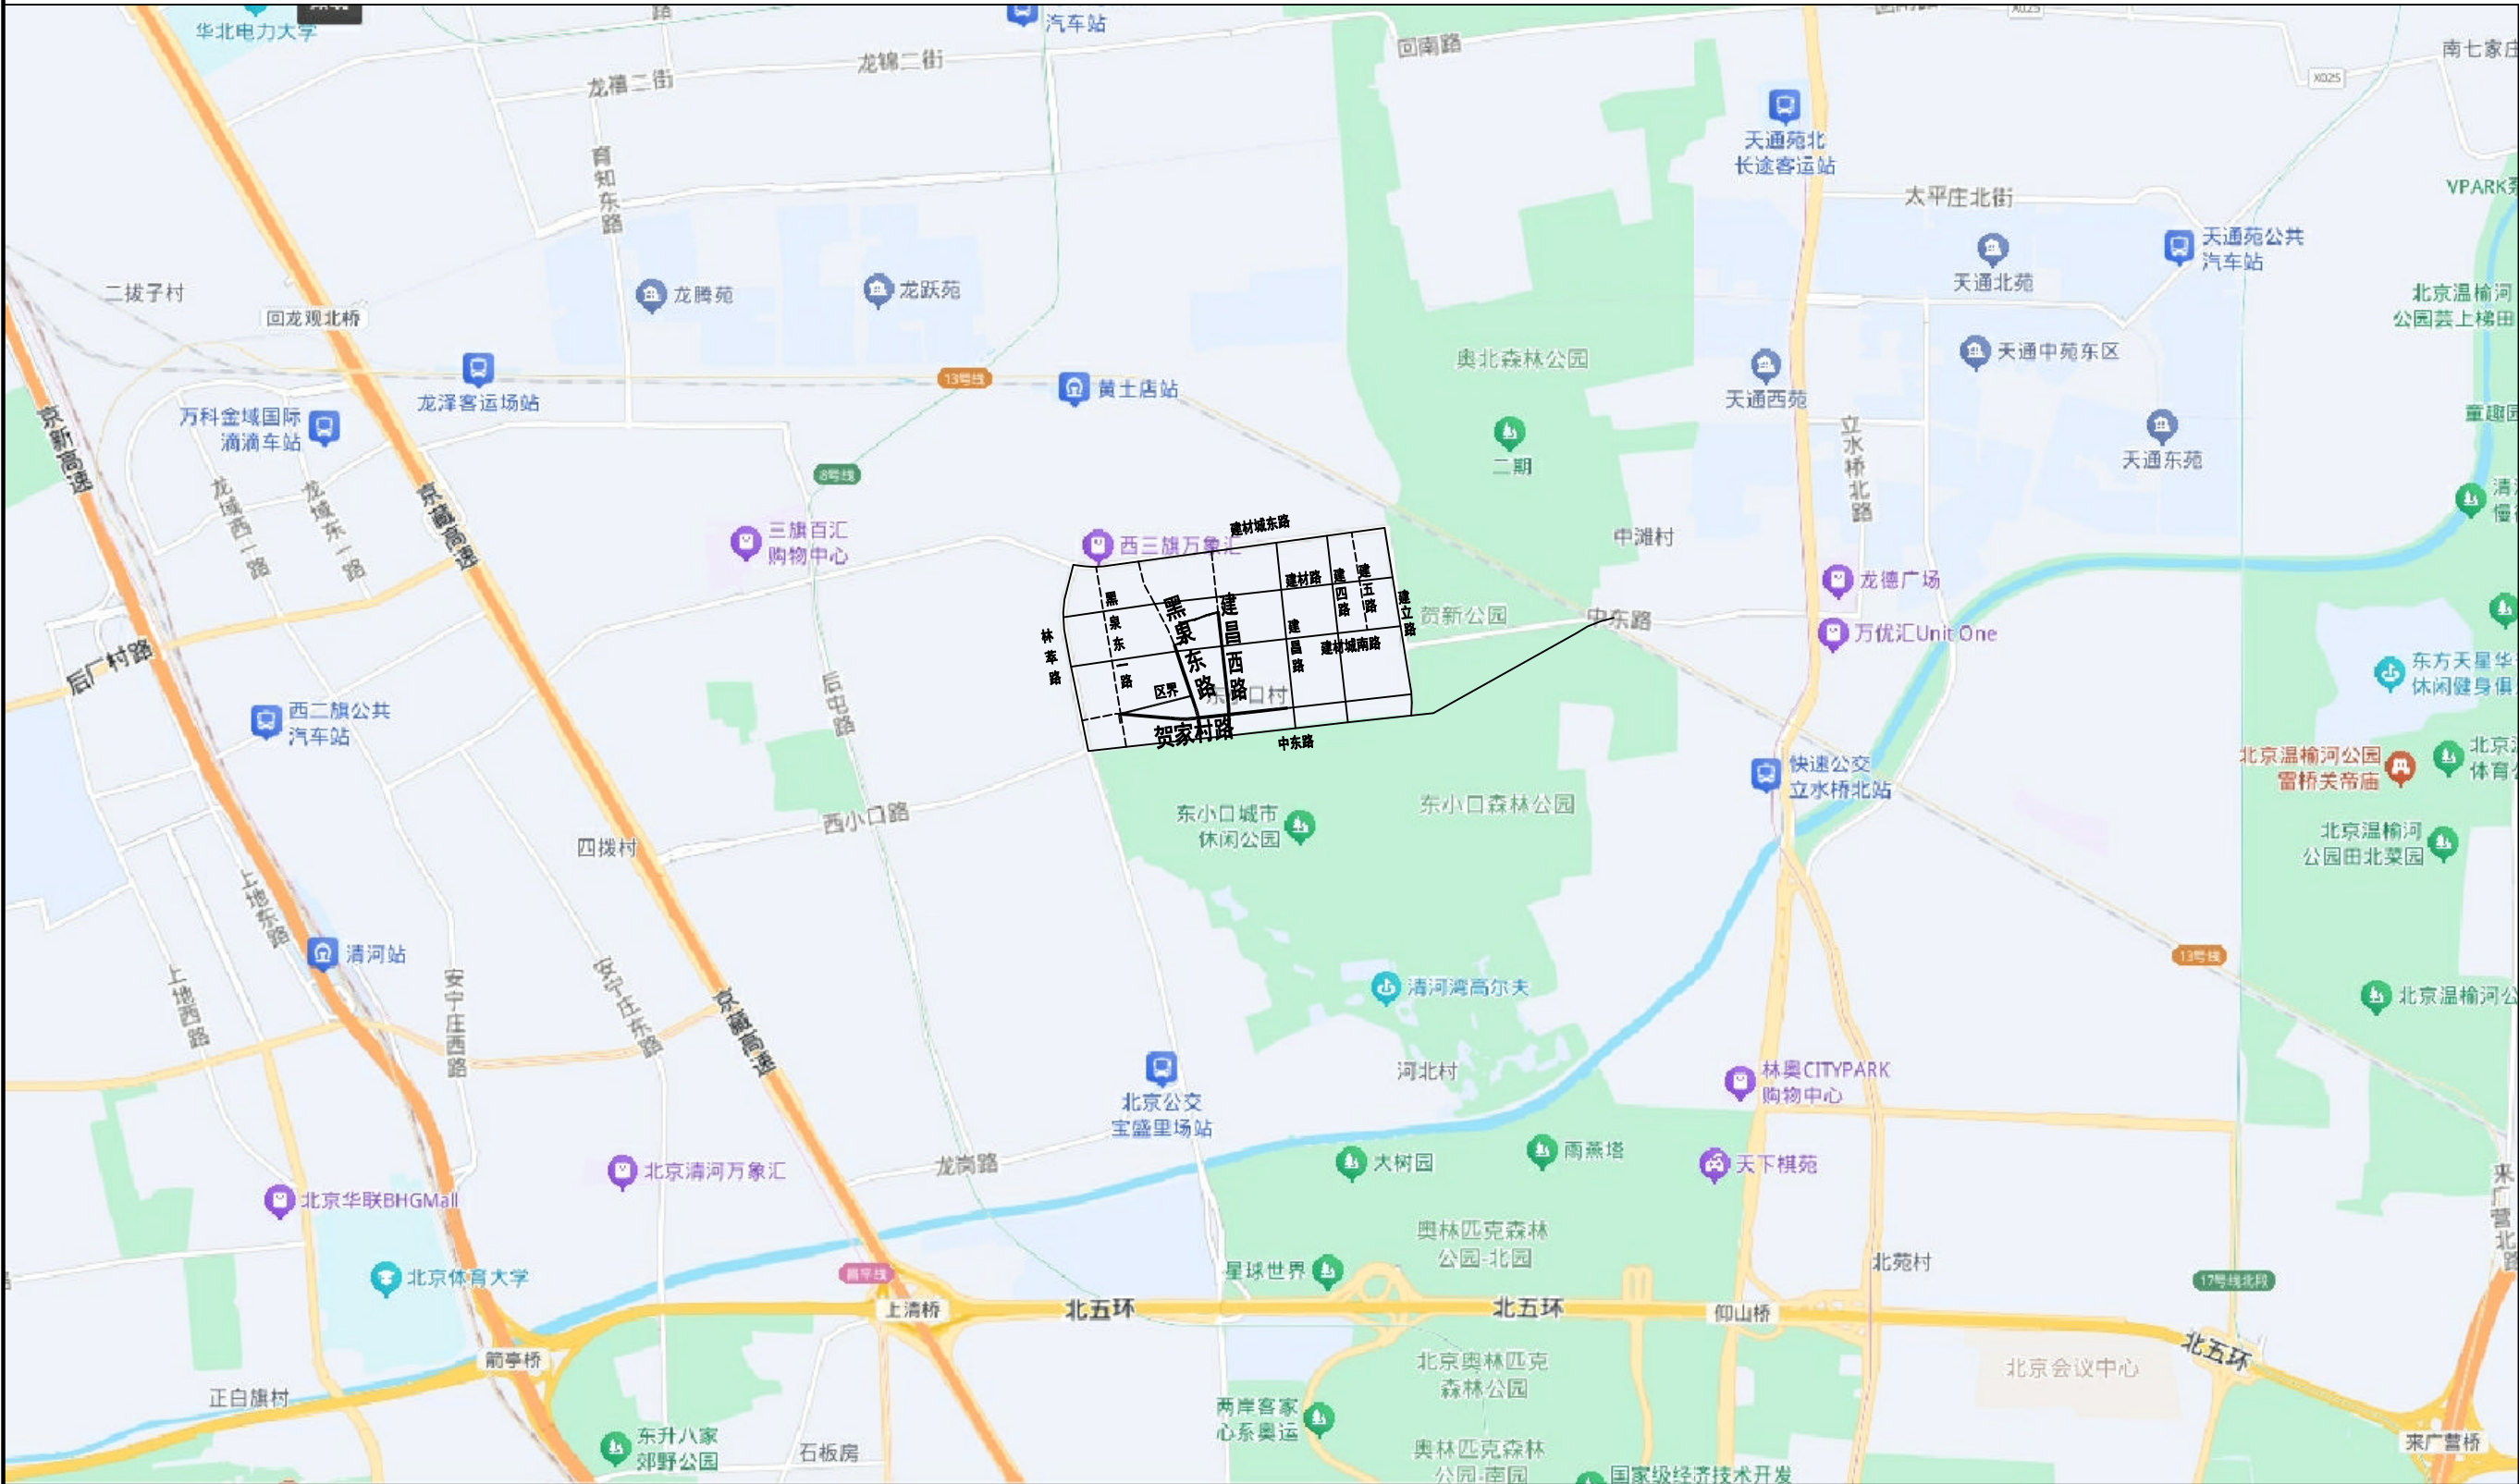 华北电力大学
汽车站
路
回南路
龙锦二街
龙禧二街
X025
X025
南七家庄
育知东路
天通苑北
长途客运站
太平庄北街
VPARK
天通苑公共
汽车站
天通北苑
二拨子村
回龙观北桥
龙腾苑
龙跃苑
北京温榆河
公园芸上梯田
天通中苑东区
奥北森林公园
天通西苑
13号线
黄土店站
龙泽客运场站
万科金域国际
滴滴车站
京新高速
童趣园
立水桥北路
天通东苑
二期
8号线
龙域西一路
龙域东一路
京藏高速
清
慢
三旗百汇
购物中心
西三旗万象汇
建材城东路
中滩村
龙德广场
建材路
建四路
建五路
建立路
黑泉东一路
黑泉东路
建昌西路
建昌路
建材城南路
林萃路
区界
东小口村
贺家村路
中东路
贺新公园
中东路
万优汇Unit One
东方天星华
休闲健身俱
后厂村路
后屯路
西二旗公共
汽车站
快速公交
立水桥北站
北京温榆河公园
雷桥关帝庙
北京
体育
东小口城市
休闲公园
东小口森林公园
西小口路
四拨村
北京温榆河
公园田北菜园
上地东路
清河站
上地西路
安宁庄西路
安宁庄东路
京藏高速
清河湾高尔夫
13号线
北京温榆河公
河北村
林奥CITYPARK
购物中心
北京公交
宝盛里场站
龙岗路
大树园
雨燕塔
天下棋苑
北京清河万象汇
北京华联BHGMall
来广营北路
奥林匹克森林
公园-北园
星球世界
北苑村
北京体育大学
昌平线
17号线北段
上清桥
北五环
北五环
仰山桥
北五环
箭亭桥
北京奥林匹克
森林公园
北京会议中心
正白旗村
两岸客家
心系奥运
东升八家
郊野公园
石板房
奥林匹克森林
公园-南园
来广营桥
国家级经济技术开发